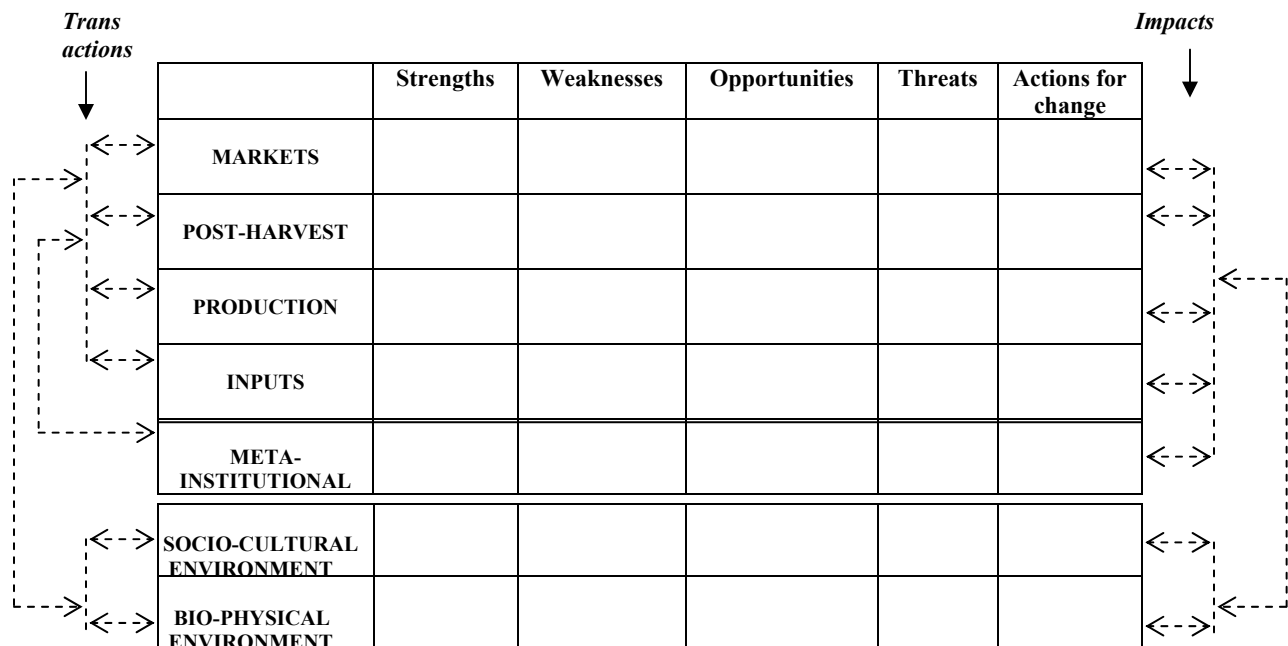 Trans
actions
Impacts
Strengths Weaknesses Opportunities Threats Actions for
change
MARKETS
POST-HARVEST
PRODUCTION
INPUTS
META-
INSTITUTIONAL
SOCIO-CULTURAL
ENVIRONMENT
BIO-PHYSICAL
ENVIRONMENT